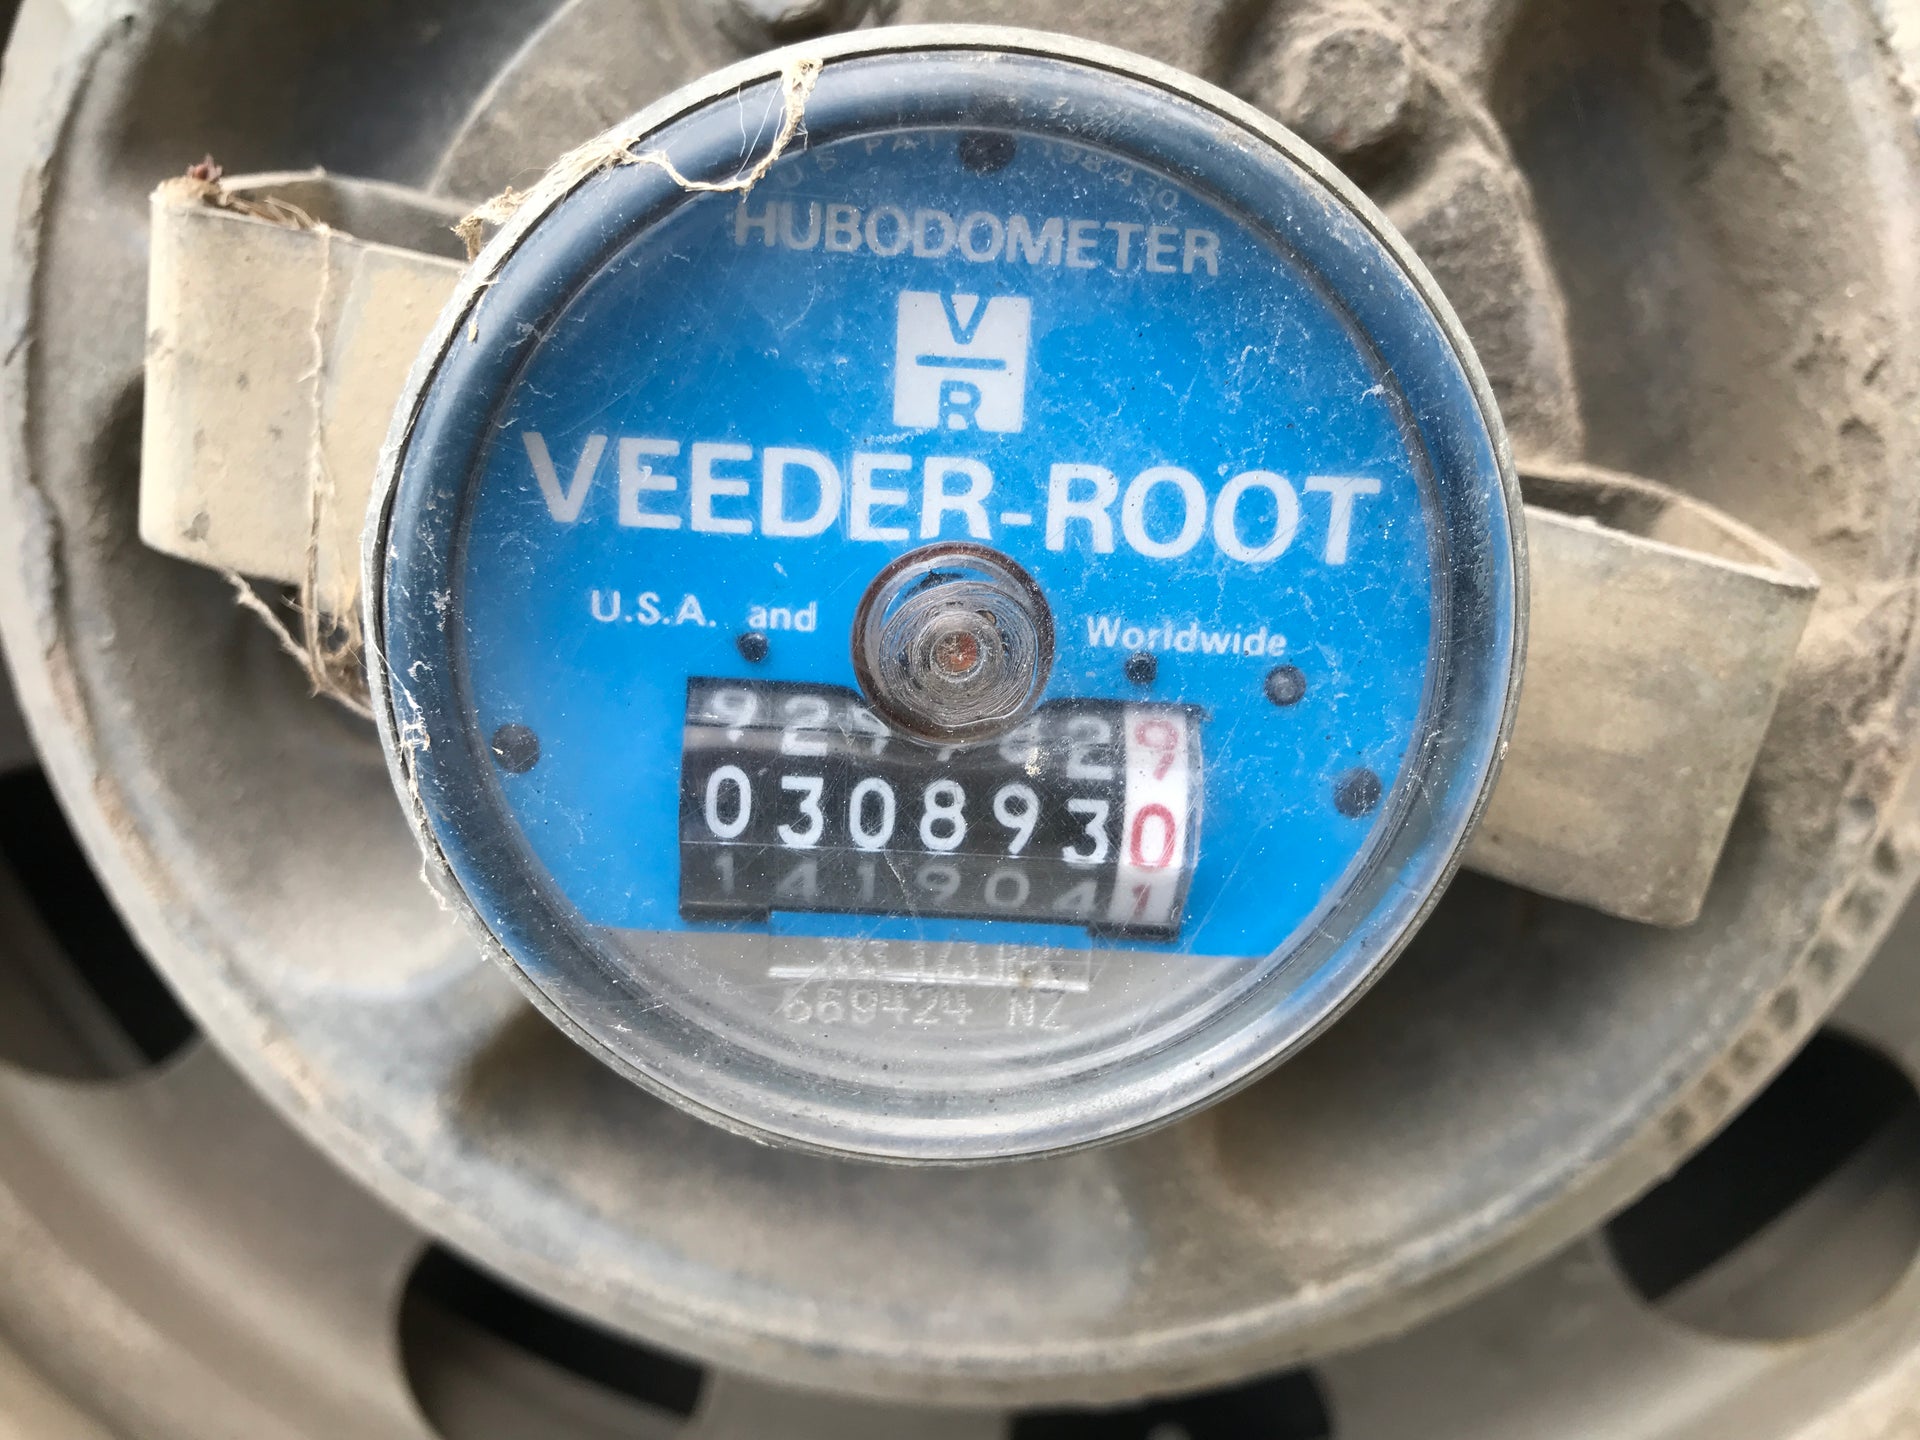 HUBODOMETER
V
R
VEEDER-ROOT
U.S.A. and Worldwide
0308930
669424 NZ